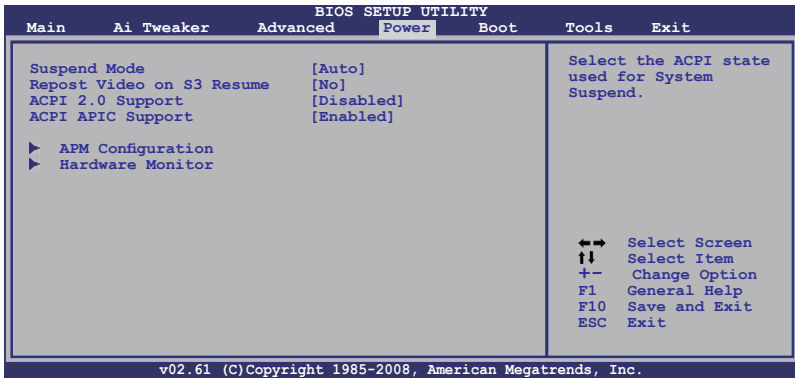 BIOS SETUP UTILITY
Main Ai Tweaker Advanced Power Boot Tools Exit
Suspend Mode [Auto]
Repost Video on S3 Resume [No]
ACPI 2.0 Support [Disabled]
ACPI APIC Support [Enabled]
APM Configuration
Hardware Monitor
Select the ACPI state
used for System
Suspend.
←→ Select Screen
↑↓ Select Item
+- Change Option
F1 General Help
F10 Save and Exit
ESC Exit
v02.61 (C)Copyright 1985-2008, American Megatrends, Inc.